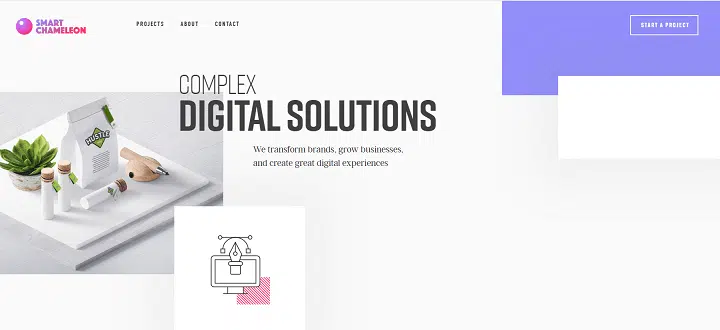 SMART
CHAMELEON
PROJECTS ABOUT CONTACT
START A PROJECT
COMPLEX
DIGITAL SOLUTIONS
We transform brands, grow businesses,
and create great digital experiences
HUSTLE